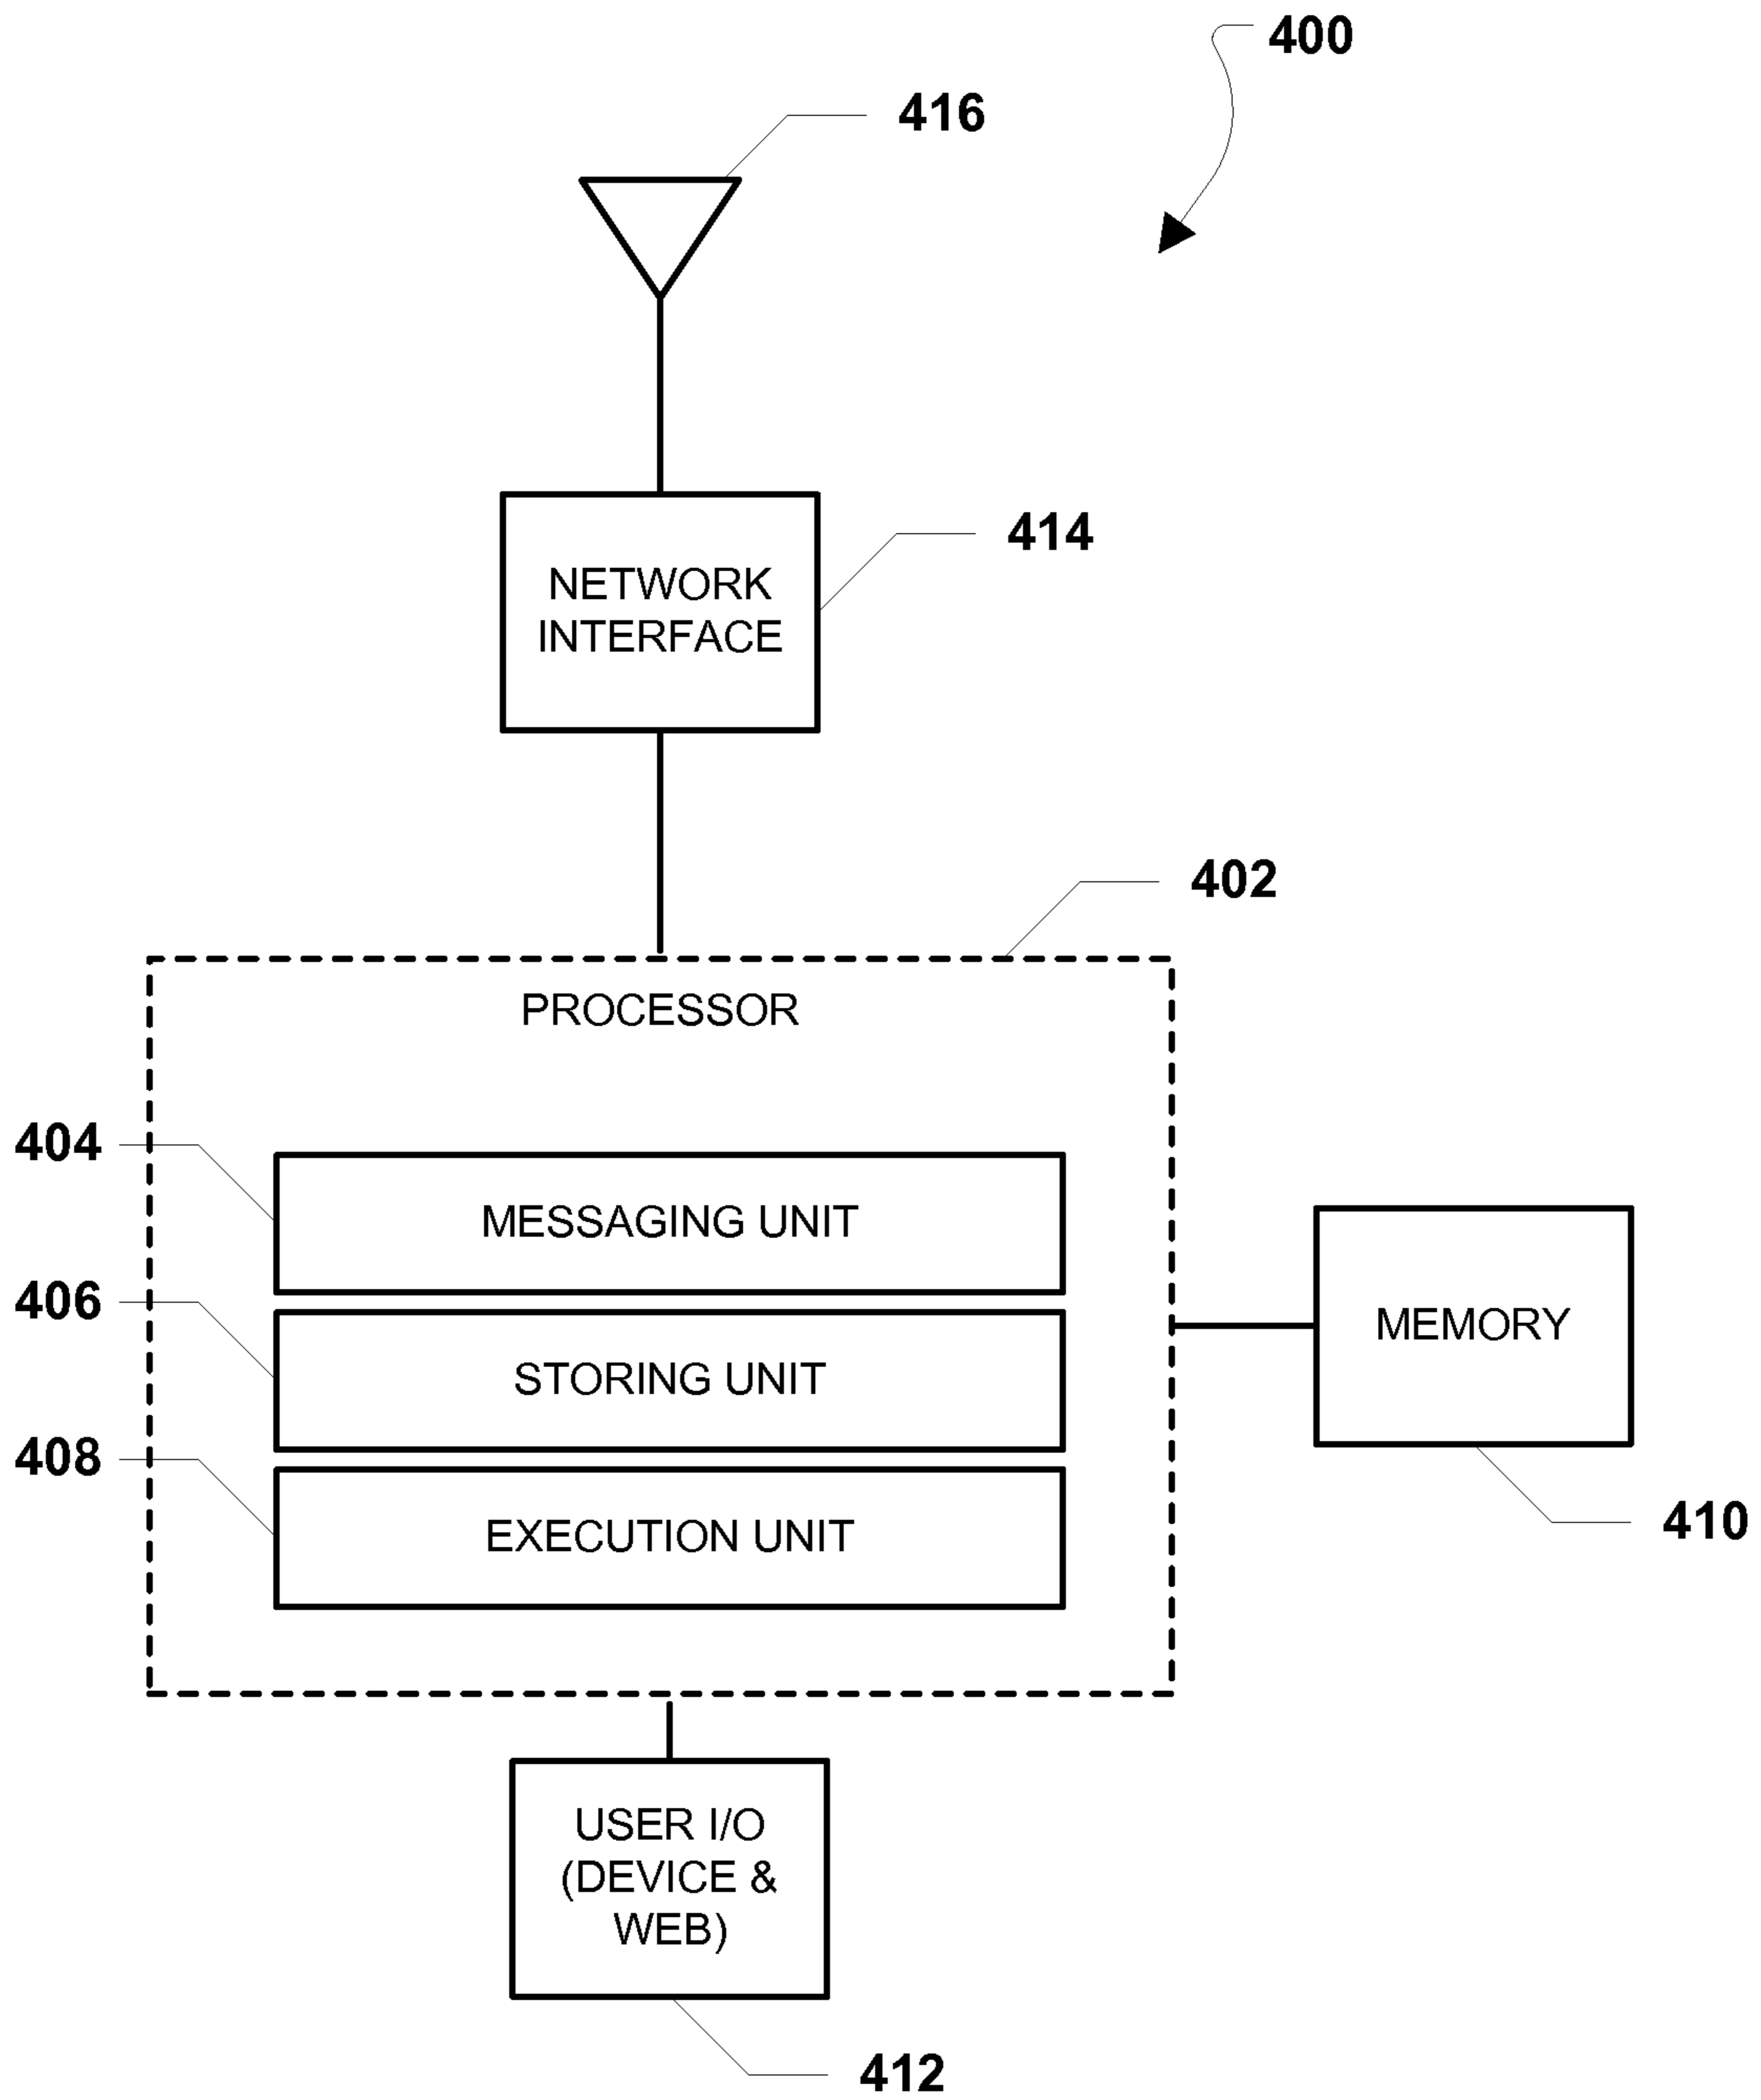 400
416
414
NETWORK
INTERFACE
402
PROCESSOR
404
MESSAGING UNIT
406
STORING UNIT
MEMORY
408
EXECUTION UNIT
410
USER I/O
(DEVICE &
WEB)
412